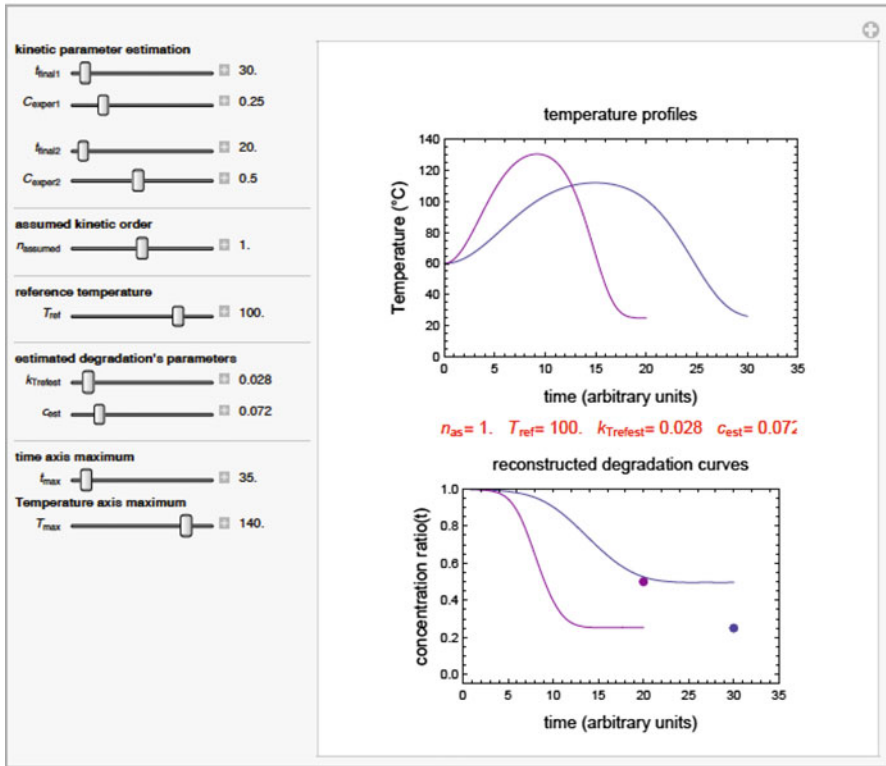 kinetic parameter estimation
tfinal1 30.
Cexper1 0.25
tfinal2 20.
Cexper2 0.5
assumed kinetic order
nassumed 1.
reference temperature
Tref 100.
estimated degradation's parameters
kTrefest 0.028
cest 0.072
time axis maximum
tmax 35.
Temperature axis maximum
Tmax 140.
temperature profiles
Temperature (°C)
140
120
100
80
60
40
20
0
0 5 10 15 20 25 30 35
time (arbitrary units)
nas= 1. Tref= 100. kTrefest= 0.028 cest= 0.072
reconstructed degradation curves
concentration ratio(t)
1.0
0.8
0.6
0.4
0.2
0.0
0 5 10 15 20 25 30 35
time (arbitrary units)